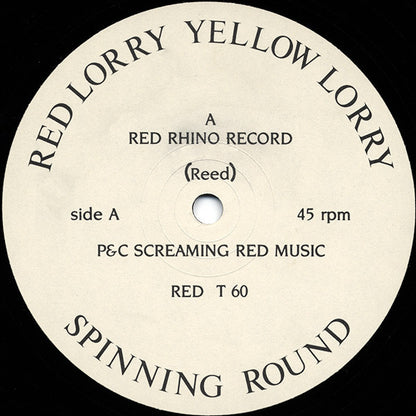 RED LORRY YELLOW LORRY
A
RED RHINO RECORD
(Reed)
side A 45 rpm
P&C SCREAMING RED MUSIC
RED T 60
SPINNING ROUND